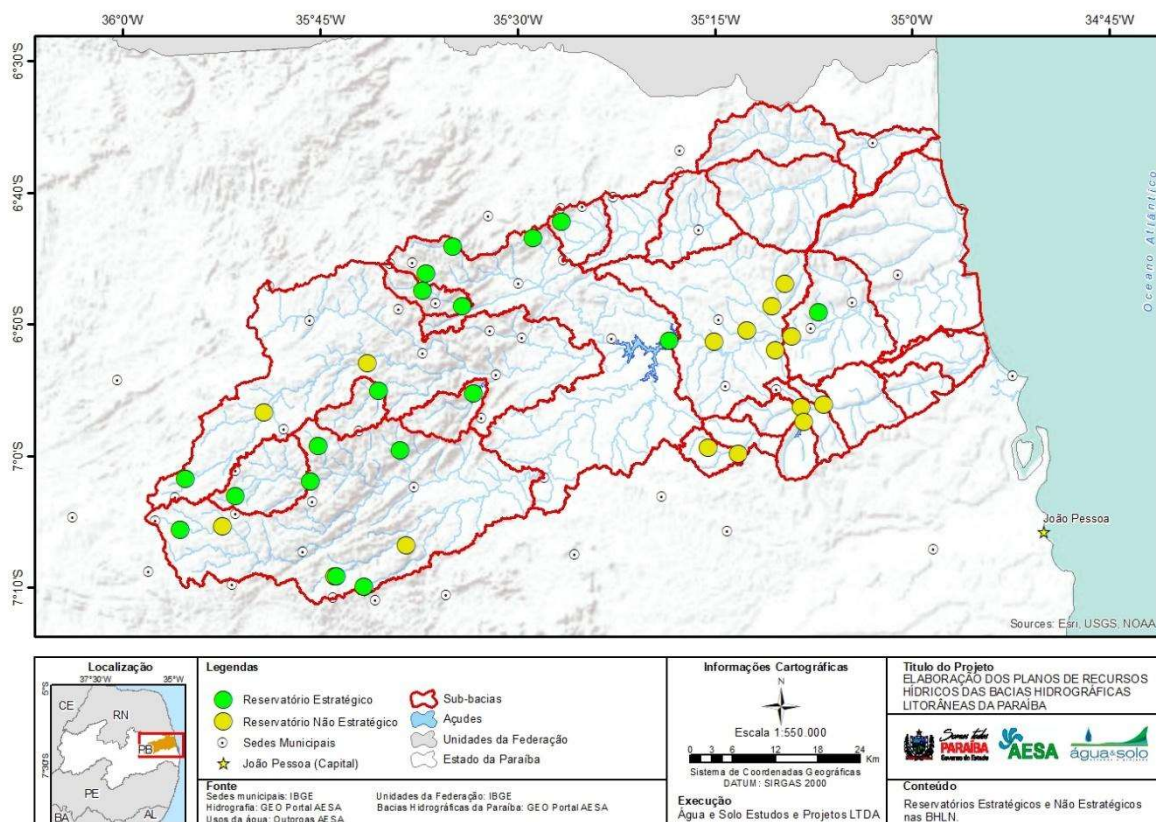 36°0'W 35°45'W 35°30'W 35°15'W 35°0'W 34°45'W
6°30'S
6°40'S
6°50'S
7°0'S
7°10'S
Oceano Atlântico
João Pessoa
Sources: Esri, USGS, NOAA
Localização
37°30'W 35°W
5°S
7°30'S
CE
RN
PB
PE
BA
AL
Legendas
Reservatório Estratégico
Reservatório Não Estratégico
Sedes Municipais
João Pessoa (Capital)
Sub-bacias
Açudes
Unidades da Federação
Estado da Paraíba
Fonte
Sedes municipais: IBGE
Hidrografia: GEO Portal AESA
Usos da água: Outorgas AESA
Unidades da Federação: IBGE
Bacias Hidrográficas da Paraíba: GEO Portal AESA
Informações Cartográficas
N
Escala 1:550.000
0 3 6 12 18 24
Km
Sistema de Coordenadas Geográficas
DATUM: SIRGAS 2000
Execução
Água e Solo Estudos e Projetos LTDA
Titulo do Projeto
ELABORAÇÃO DOS PLANOS DE RECURSOS
HÍDRICOS DAS BACIAS HIDROGRÁFICAS
LITORÂNEAS DA PARAÍBA
Somos todos
PARAÍBA
Governo do Estado
AESA
água&solo
Conteúdo
Reservatórios Estratégicos e Não Estratégicos
nas BHLN.